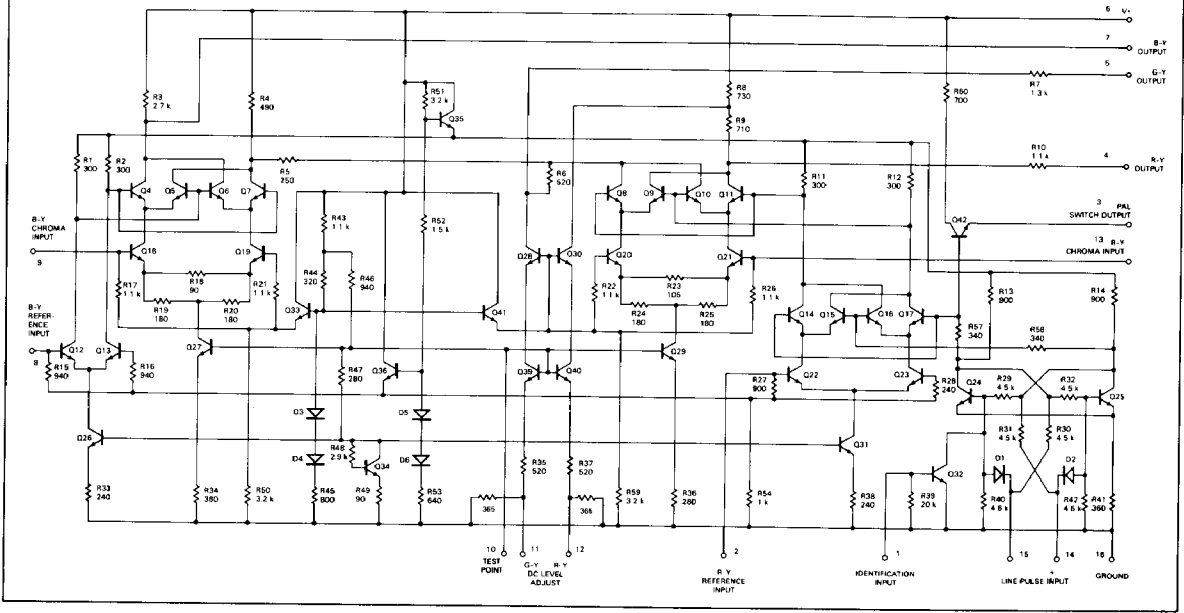 6 V+
7 B-Y
OUTPUT
5 G-Y
OUTPUT
R3
2.7 k
R4
490
R51
3.2 k
Q35
R8
730
R9
710
R60
700
R7
1.3 k
R10
1.1 k
4 R-Y
OUTPUT
R1
300
R2
300
R5
250
R6
520
R11
300
R12
300
Q4
Q5
Q6
Q7
Q8
Q9
Q10
Q11
3 PAL
SWITCH OUTPUT
Q42
13 R-Y
CHROMA INPUT
B-Y
CHROMA
INPUT
9
R43
1.1 k
R52
1.5 k
Q18
Q19
Q28
Q30
Q20
Q21
R17
1.1 k
R18
90
R21
1.1 k
R44
320
R46
940
R22
1.1 k
R23
105
R26
1.1 k
R13
900
R14
900
R19
180
R20
180
Q33
Q41
R24
180
R25
180
Q14
Q15
Q16
Q17
R57
340
R58
340
B-Y
REFER-
ENCE
INPUT
8
Q12
Q13
R15
940
R16
940
Q27
R47
280
Q36
Q39
Q40
Q29
R27
900
Q22
Q23
R28
240
Q24
R29
4.5 k
R32
4.5 k
Q25
D3
D5
R31
4.5 k
R30
4.5 k
Q26
R48
2.9 k
Q34
Q31
Q32
D4
D6
R35
520
R37
520
D1
D2
R33
240
R34
380
R50
3.2 k
R45
800
R49
90
R53
640
365
365
R59
3.2 k
R36
280
R54
1 k
R38
240
R39
20 k
R40
4.6 k
R42
4.6 k
R41
360
10
TEST
POINT
11 12
G-Y R-Y
DC LEVEL
ADJUST
2
R-Y
REFERENCE
INPUT
1
IDENTIFICATION
INPUT
15 14
- +
LINE PULSE INPUT
16
GROUND